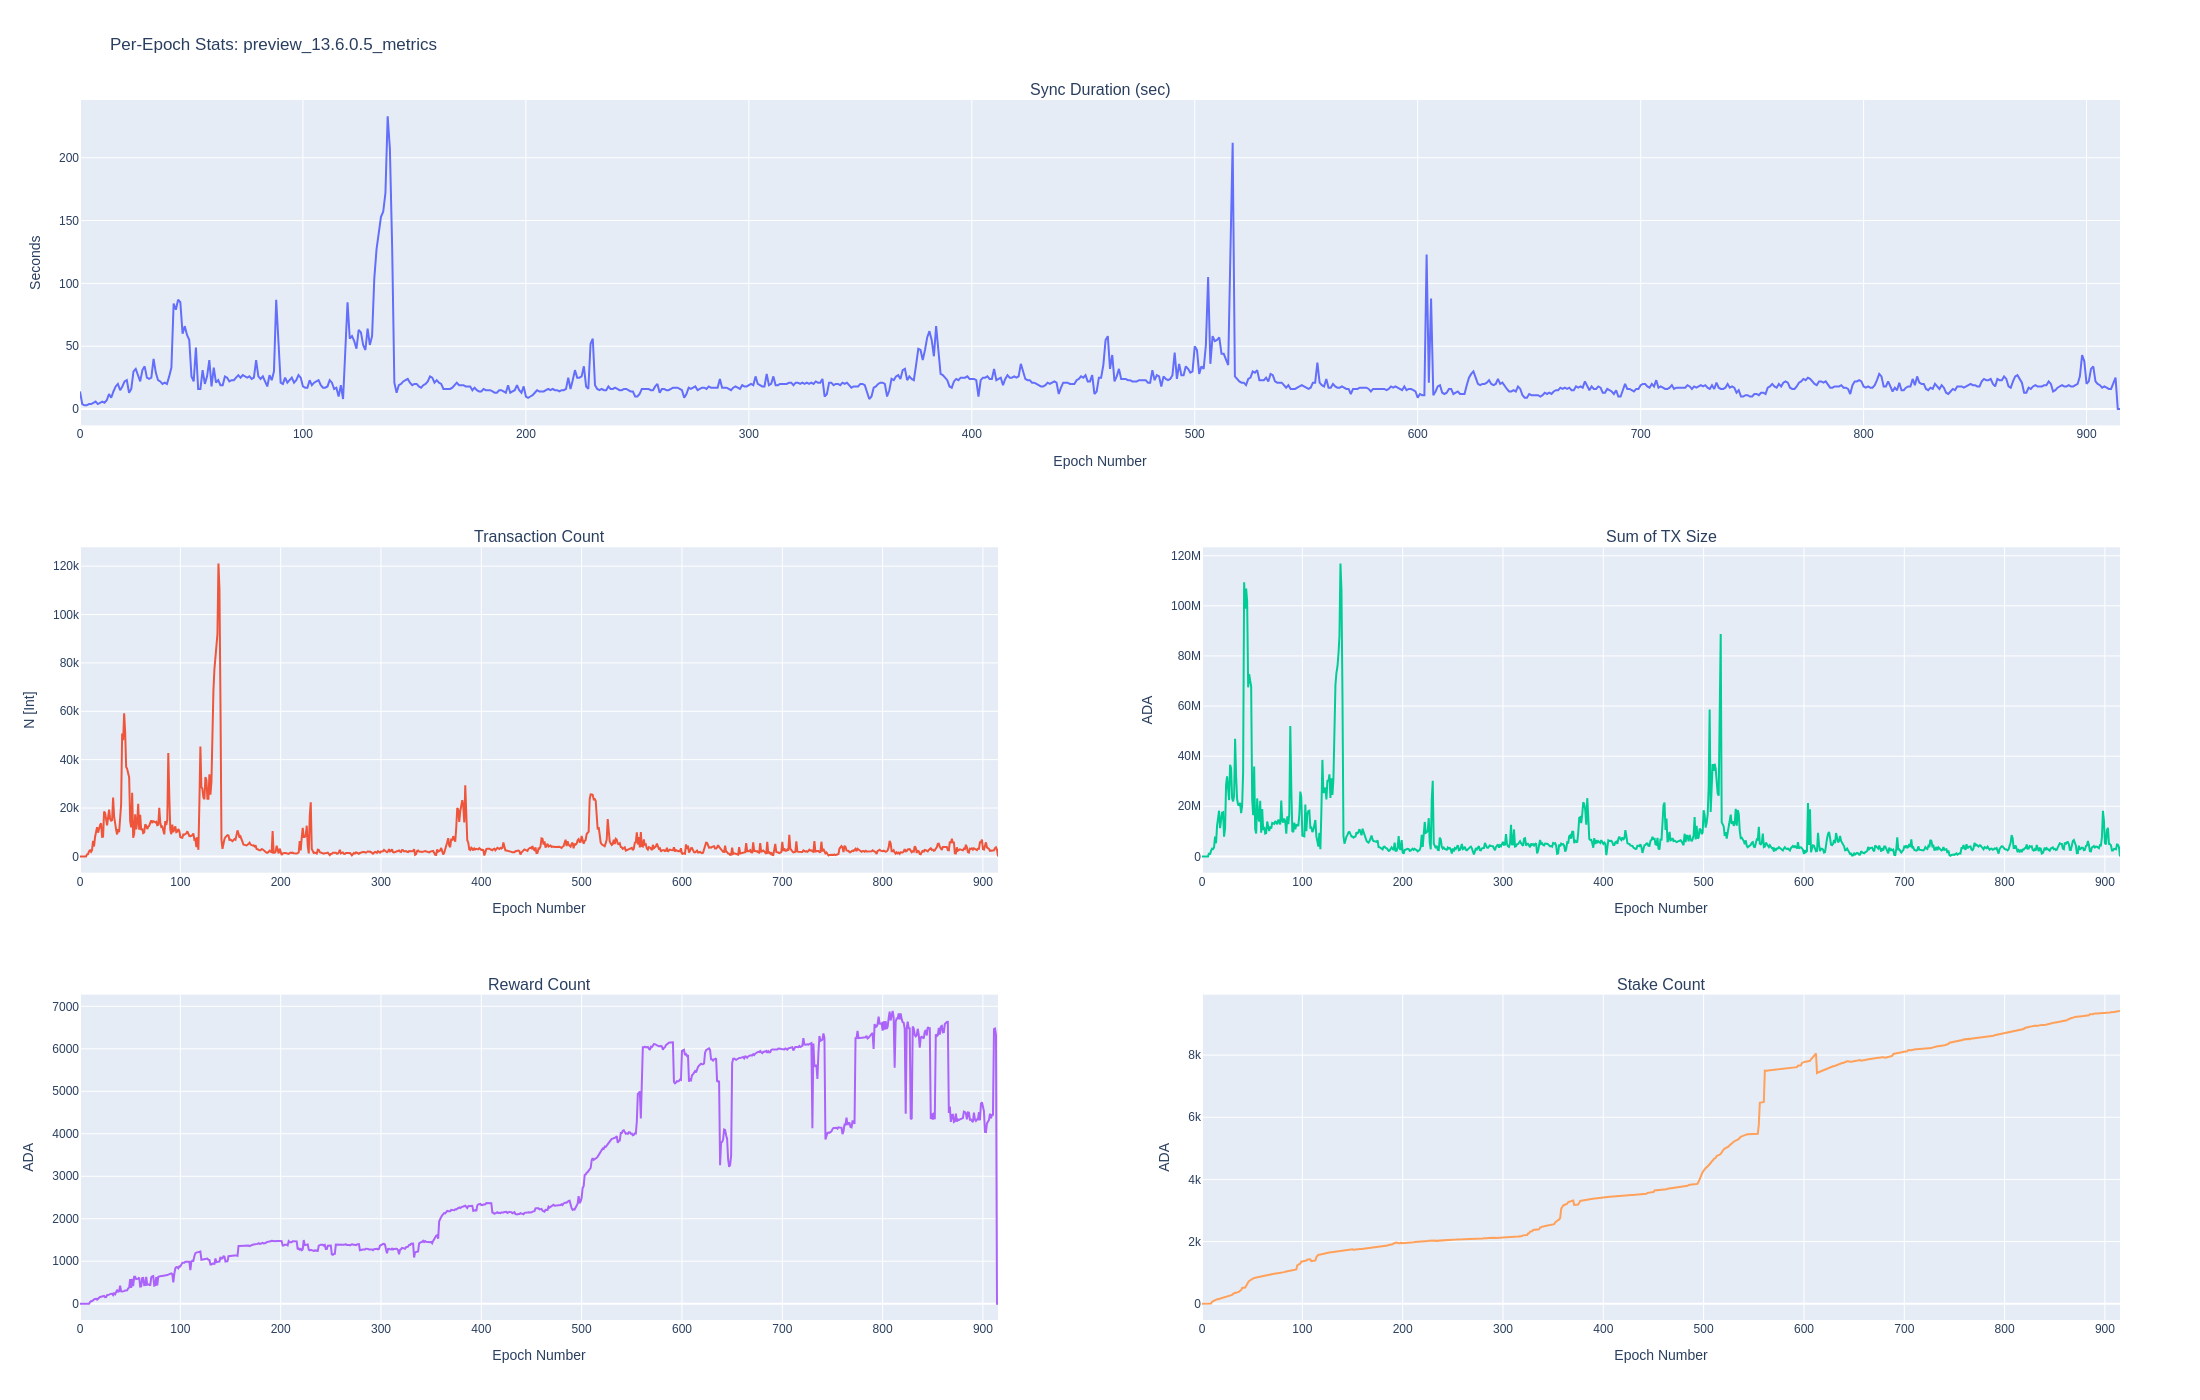 Per-Epoch Stats: preview_13.6.0.5_metrics
Sync Duration (sec)
Seconds
200
150
100
50
0
0 100 200 300 400 500 600 700 800 900
Epoch Number
Transaction Count
N [Int]
120k
100k
80k
60k
40k
20k
0
0 100 200 300 400 500 600 700 800 900
Epoch Number
Sum of TX Size
ADA
120M
100M
80M
60M
40M
20M
0
0 100 200 300 400 500 600 700 800 900
Epoch Number
Reward Count
ADA
7000
6000
5000
4000
3000
2000
1000
0
0 100 200 300 400 500 600 700 800 900
Epoch Number
Stake Count
ADA
8k
6k
4k
2k
0
0 100 200 300 400 500 600 700 800 900
Epoch Number